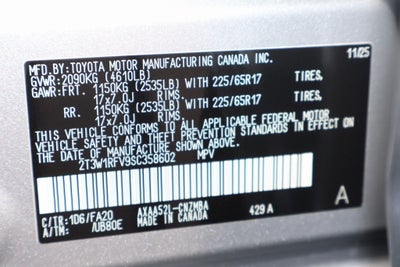 MFD.BY:TOYOTA MOTOR MANUFACTURING CANADA INC. 11/25
GVWR:2090KG (4610LB)
GAWR:FRT. 1150KG (2535LB) WITH 225/65R17 TIRES,
17x7.0J RIMS
RR. 1150KG (2535LB) WITH 225/65R17 TIRES,
17x7.0J RIMS
THIS VEHICLE CONFORMS TO ALL APPLICABLE FEDERAL MOTOR
VEHICLE SAFETY AND THEFT PREVENTION STANDARDS IN EFFECT
ON THE DATE OF MANUFACTURE SHOWN ABOVE.
2T3W1RFV9SC358602 MPV
C/TR:1D6/FA20 AXAA52L-CNZMBA A
A/TM: /UB80E MADE IN CANADA 429A